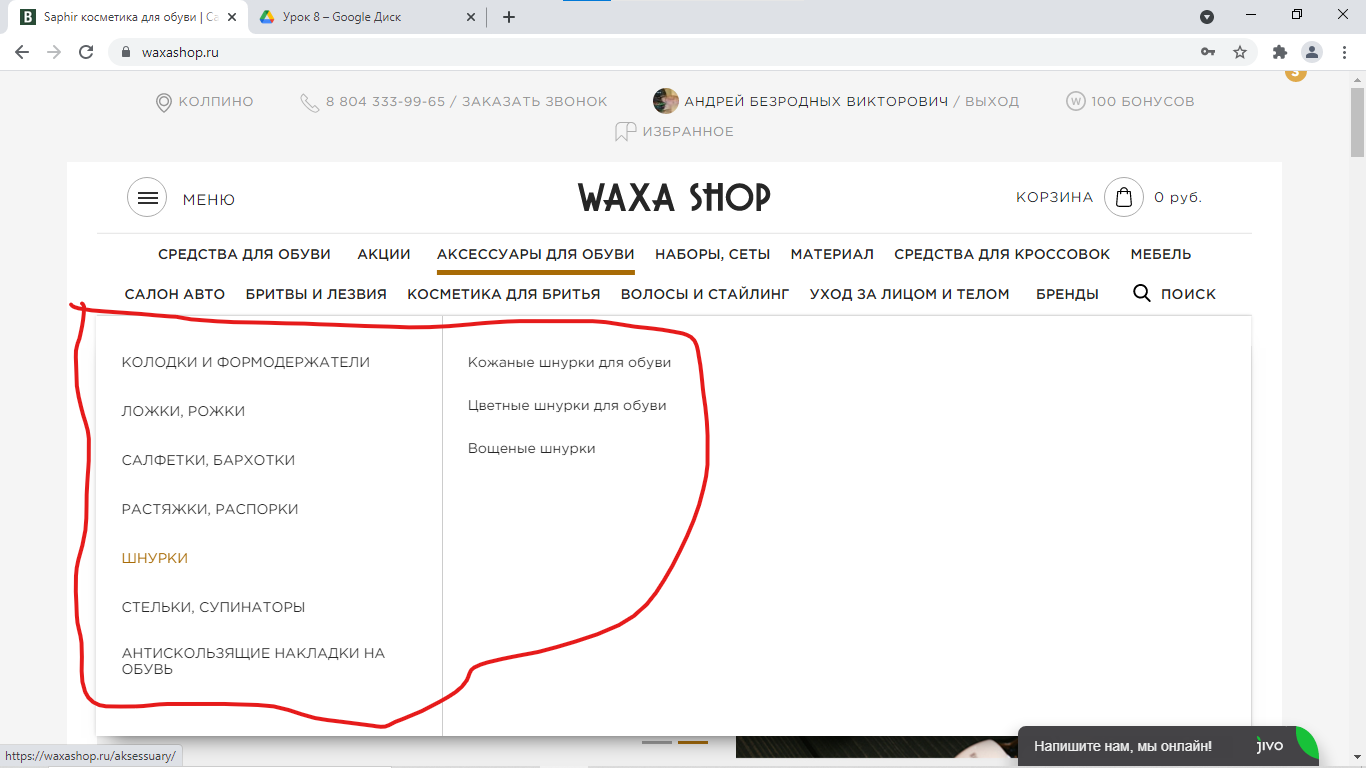 Saphir косметика для обуви | Са
Урок 8 – Google Диск
waxashop.ru
КОЛПИНО
8 804 333-99-65 / ЗАКАЗАТЬ ЗВОНОК
АНДРЕЙ БЕЗРОДНЫХ ВИКТОРОВИЧ / ВЫХОД
W 100 БОНУСОВ
ИЗБРАННОЕ
МЕНЮ
WAXA SHOP
КОРЗИНА 0 руб.
СРЕДСТВА ДЛЯ ОБУВИ АКЦИИ АКСЕССУАРЫ ДЛЯ ОБУВИ НАБОРЫ, СЕТЫ МАТЕРИАЛ СРЕДСТВА ДЛЯ КРОССОВОК МЕБЕЛЬ
САЛОН АВТО БРИТВЫ И ЛЕЗВИЯ КОСМЕТИКА ДЛЯ БРИТЬЯ ВОЛОСЫ И СТАЙЛИНГ УХОД ЗА ЛИЦОМ И ТЕЛОМ БРЕНДЫ ПОИСК
КОЛОДКИ И ФОРМОДЕРЖАТЕЛИ
ЛОЖКИ, РОЖКИ
САЛФЕТКИ, БАРХОТКИ
РАСТЯЖКИ, РАСПОРКИ
ШНУРКИ
СТЕЛЬКИ, СУПИНАТОРЫ
АНТИСКОЛЬЗЯЩИЕ НАКЛАДКИ НА
ОБУВЬ
Кожаные шнурки для обуви
Цветные шнурки для обуви
Вощеные шнурки
https://waxashop.ru/aksessuary/
Напишите нам, мы онлайн! jivo